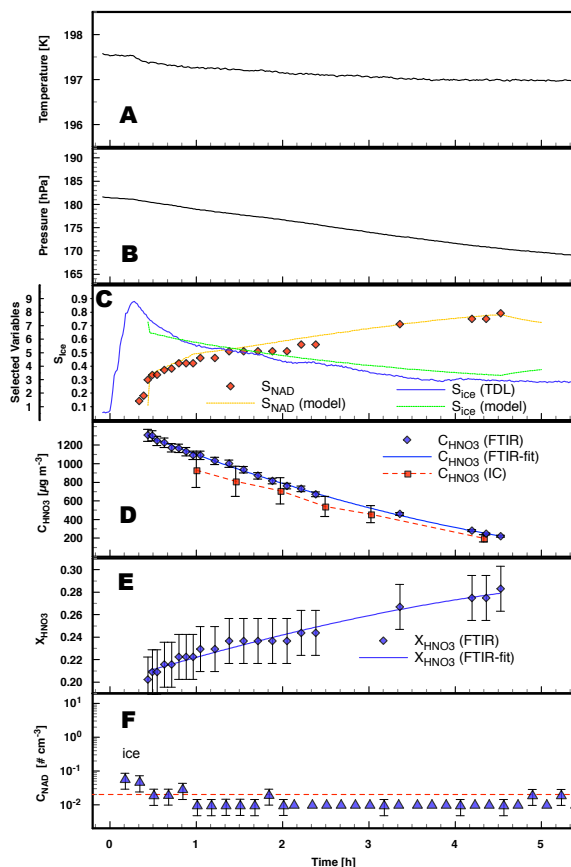 198
197
196
Temperature [K]
A
190
185
180
175
170
165
Pressure [hPa]
B
Selected Variables
9
8
7
6
5
4
3
2
1
S_Ice
0.9
0.8
0.7
0.6
0.5
0.4
0.3
0.2
0.1
C
S_NAD
S_NAD (model)
S_ice (TDL)
S_ice (model)
1200
1000
800
600
400
200
0
C_HNO3 [µg m⁻³]
D
C_HNO3 (FTIR)
C_HNO3 (FTIR-fit)
C_HNO3 (IC)
0.30
0.28
0.26
0.24
0.22
0.20
X_HNO3
E
X_HNO3 (FTIR)
X_HNO3 (FTIR-fit)
10¹
10⁰
10⁻¹
10⁻²
C_NAD [# cm⁻³]
F
ice
0 1 2 3 4 5
Time [h]